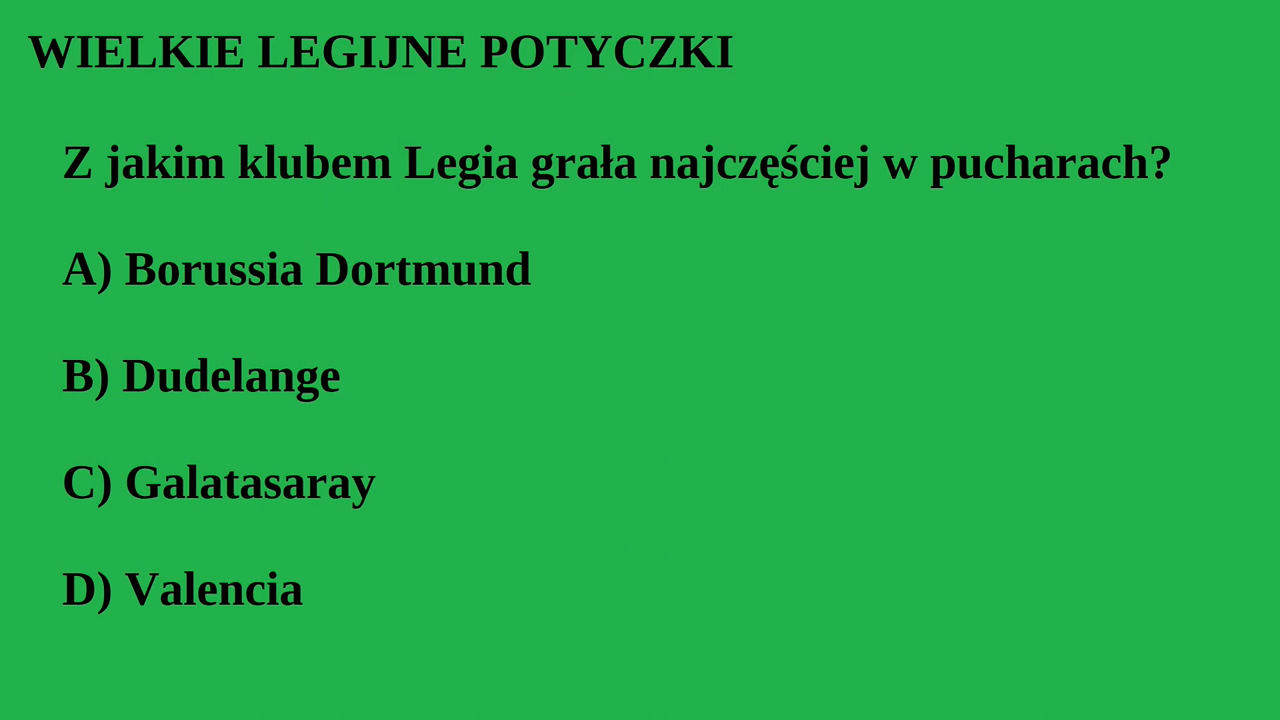 WIELKIE LEGIJNE POTYCZKI
Z jakim klubem Legia grała najczęściej w pucharach?
A) Borussia Dortmund
B) Dudelange
C) Galatasaray
D) Valencia